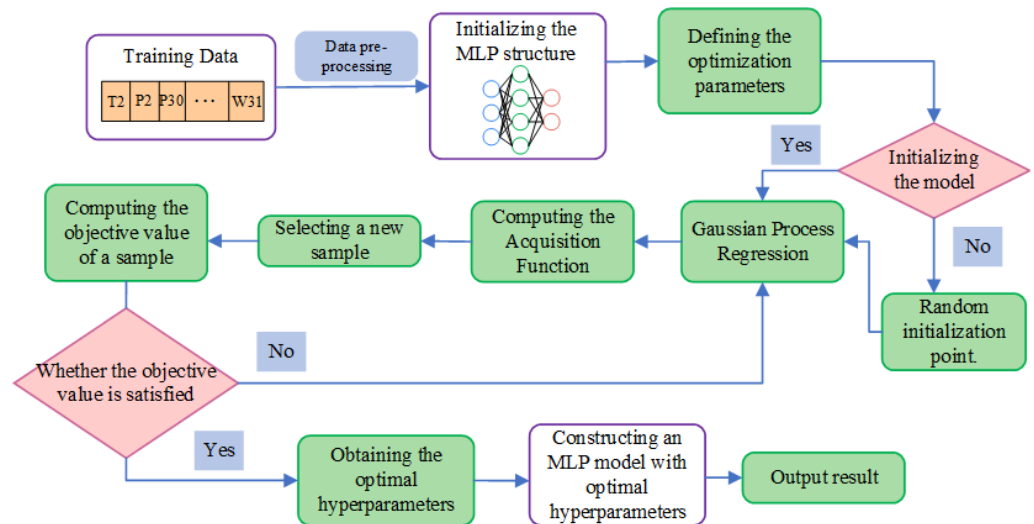 Training Data
T2 P2 P30 ··· W31
Data pre-
processing
Initializing the
MLP structure
Defining the
optimization
parameters
Yes
Initializing
the model
No
Random
initialization
point.
Gaussian Process
Regression
Computing the
Acquisition
Function
Selecting a new
sample
Computing the
objective value
of a sample
Whether the objective
value is satisfied
No
Yes
Obtaining the
optimal
hyperparameters
Constructing an
MLP model with
optimal
hyperparameters
Output result